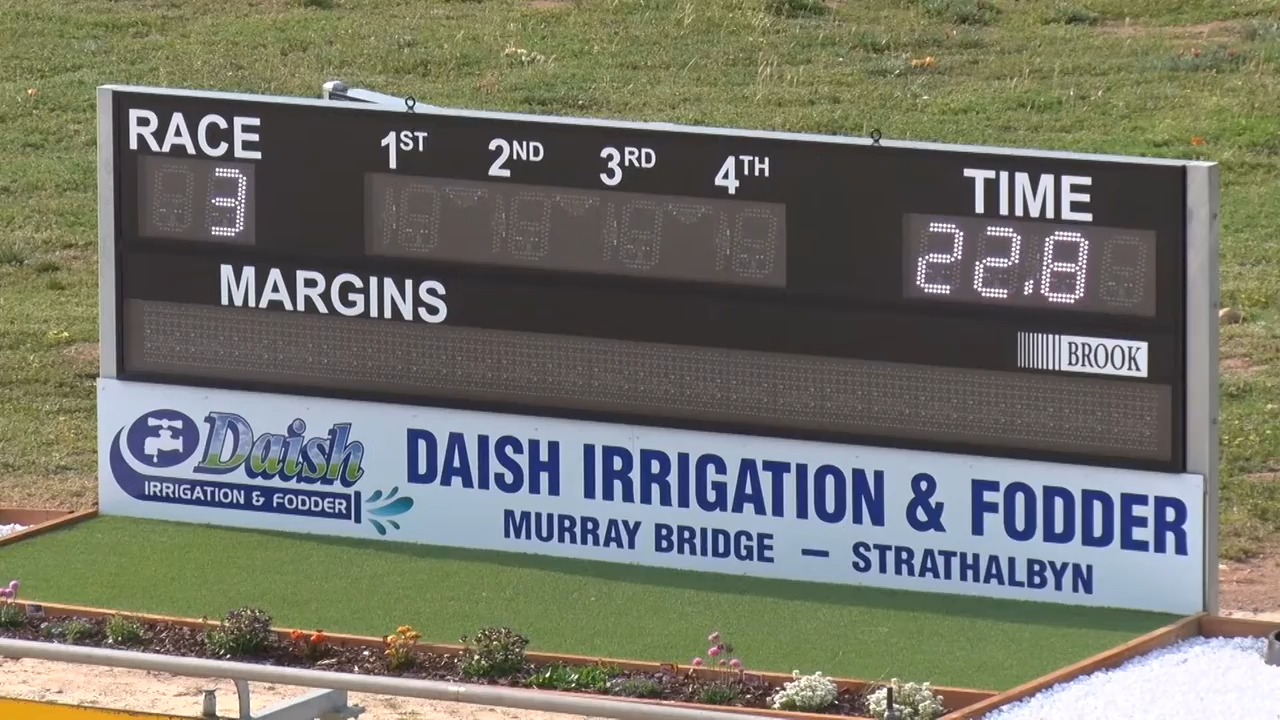 RACE 1ST 2ND 3RD 4TH TIME
3 22.8
MARGINS
BROOK
Daish
IRRIGATION & FODDER
DAISH IRRIGATION & FODDER
MURRAY BRIDGE – STRATHALBYN